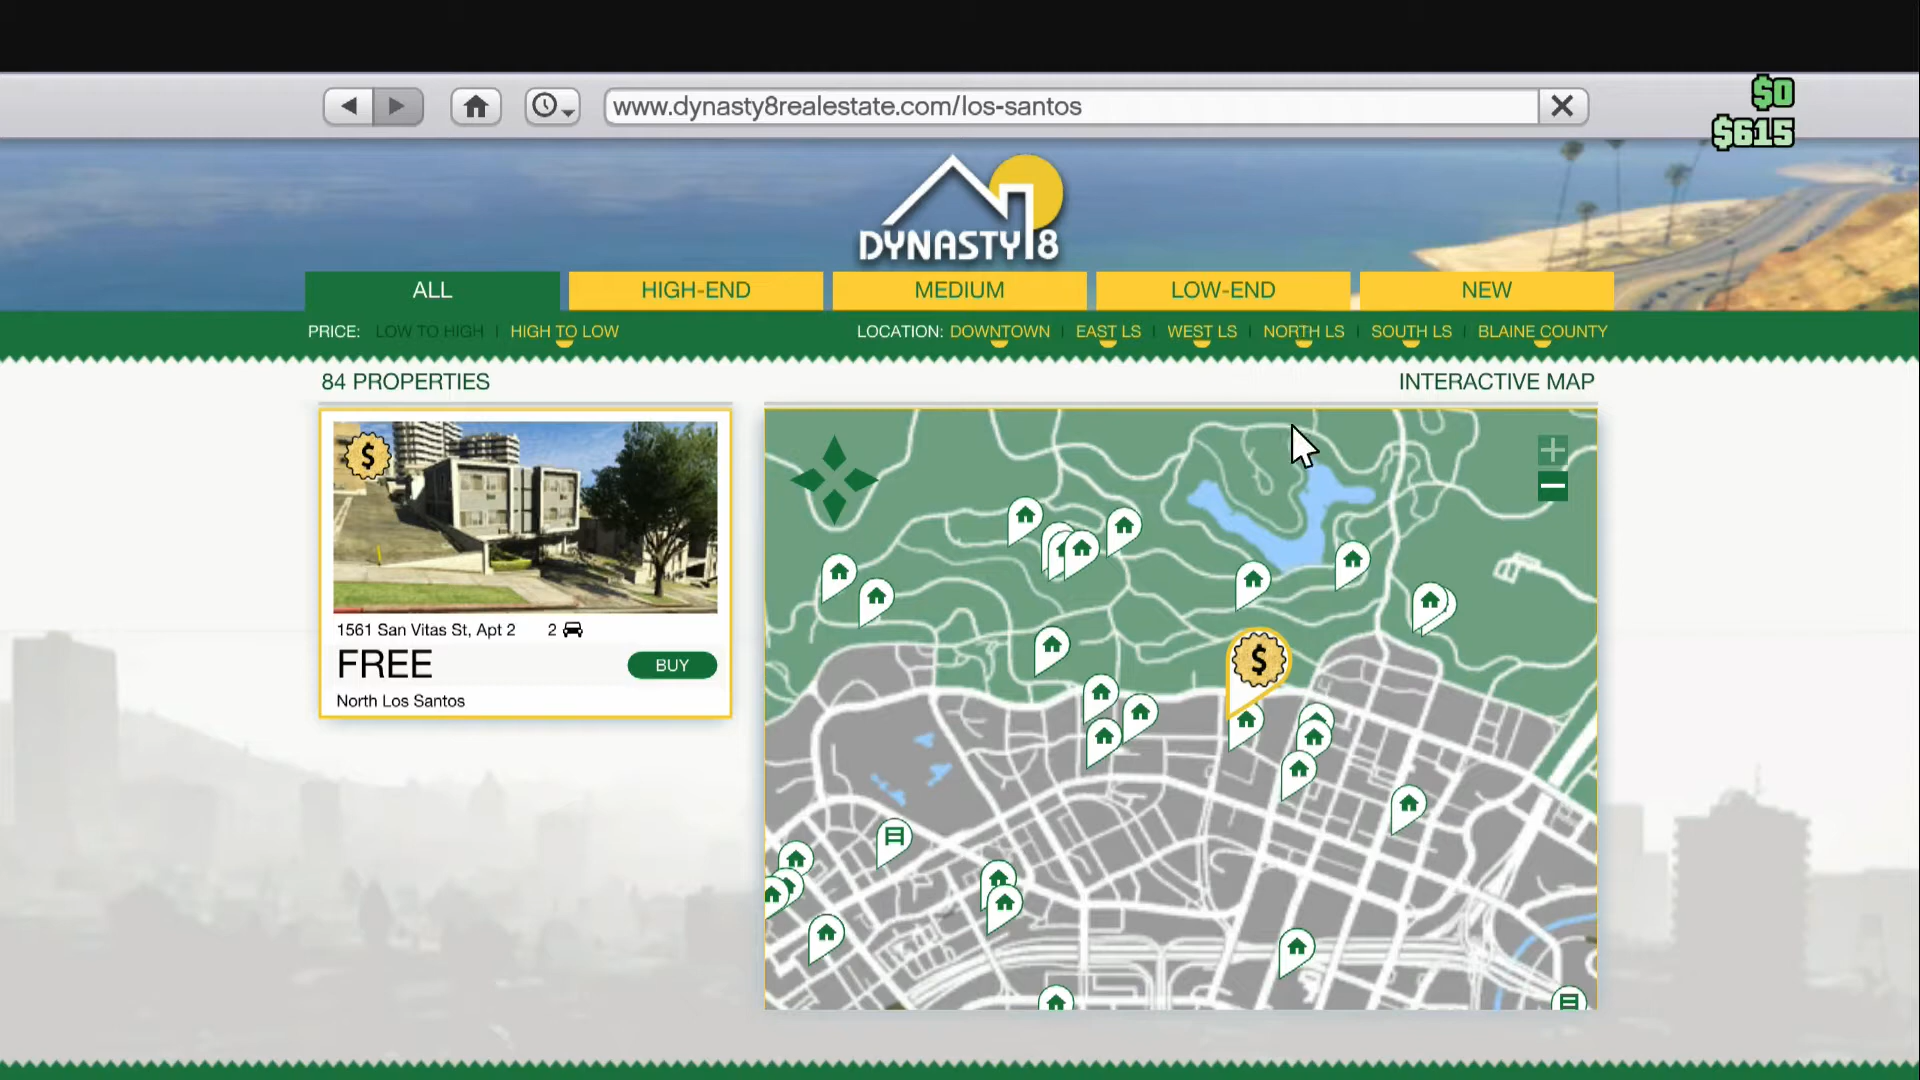 www.dynasty8realestate.com/los-santos
$0
$615
DYNASTY 8
ALL
HIGH-END
MEDIUM
LOW-END
NEW
PRICE: LOW TO HIGH | HIGH TO LOW
LOCATION: DOWNTOWN | EAST LS | WEST LS | NORTH LS | SOUTH LS | BLAINE COUNTY
84 PROPERTIES
INTERACTIVE MAP
$
1561 San Vitas St, Apt 2 2
FREE
BUY
North Los Santos
$